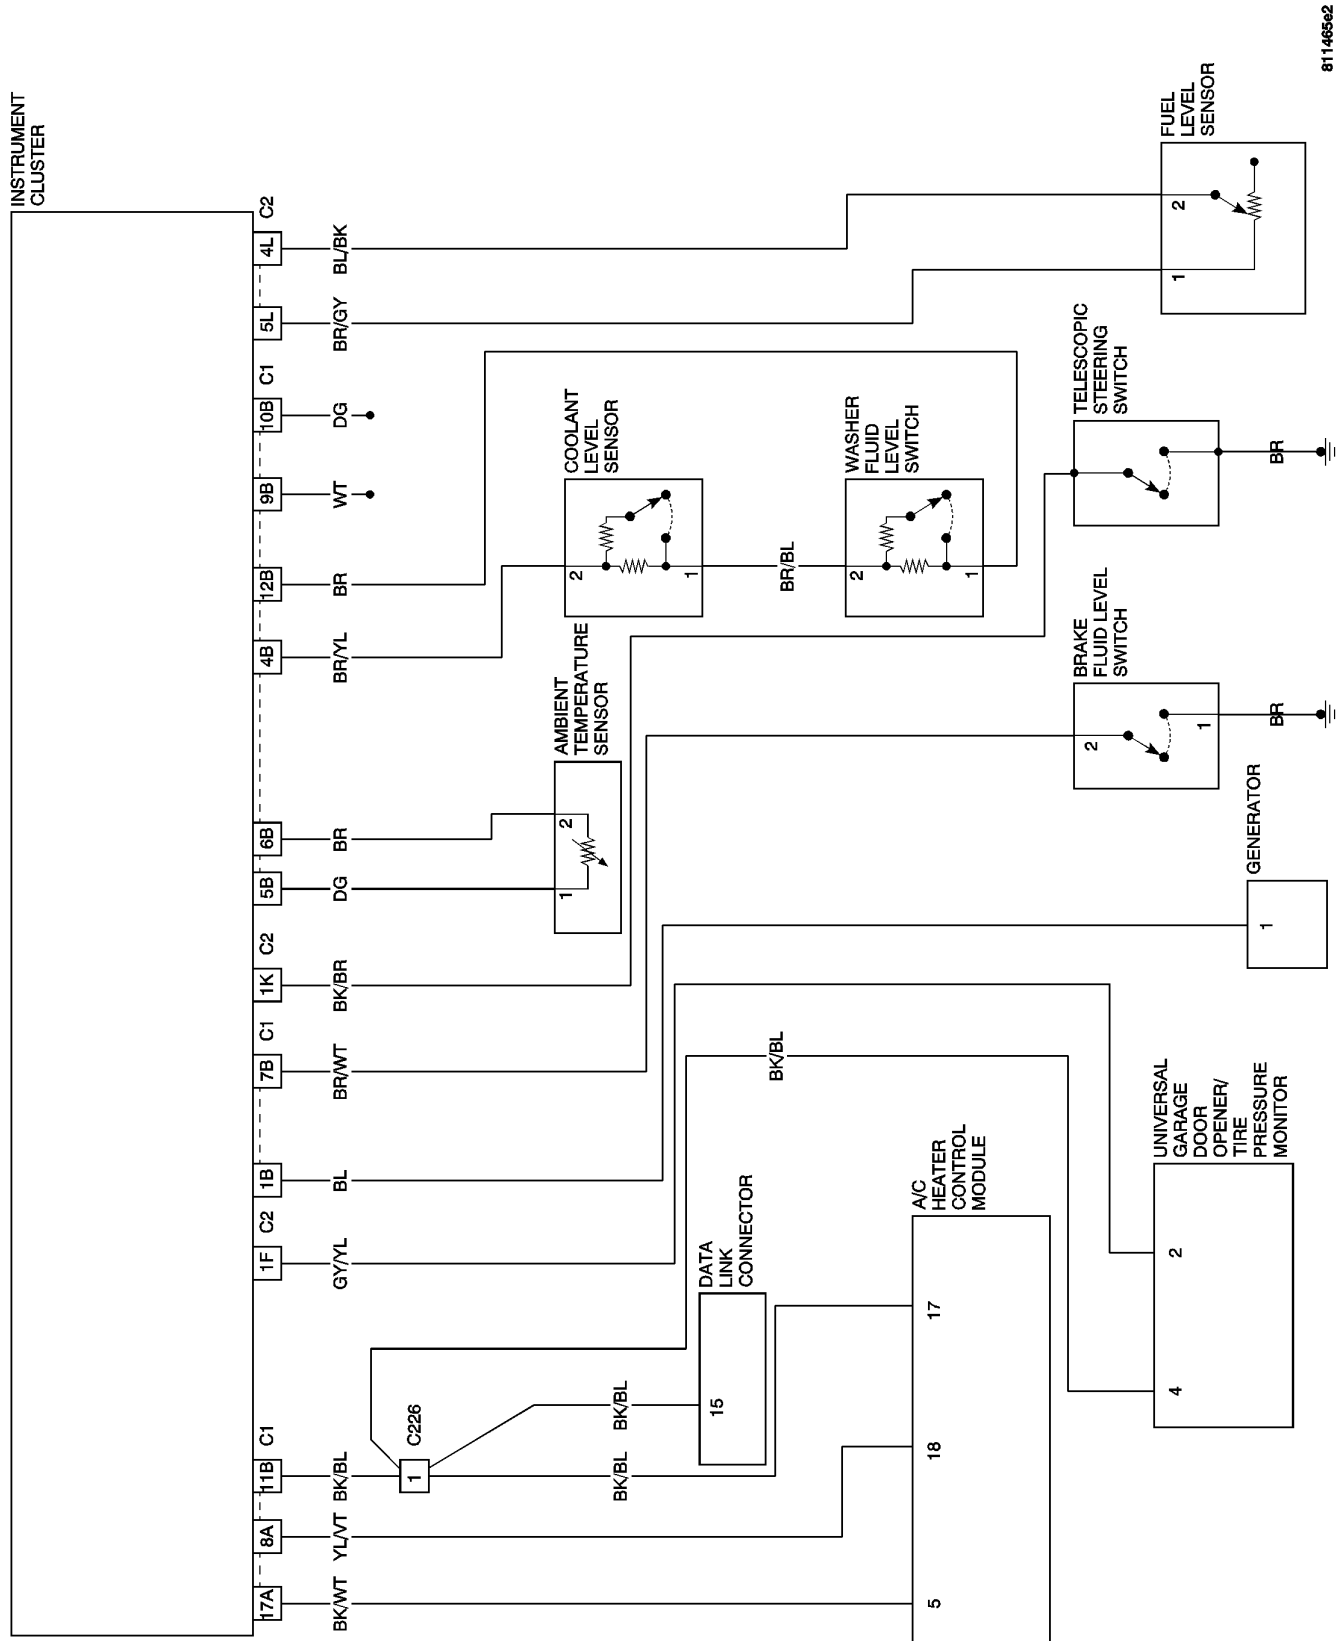 INSTRUMENT
CLUSTER
17A
BK/WT
8A
YL/VT
11B
C1
BK/BL
1
C226
BK/BL
BK/BL
1F
C2
GY/YL
1B
BL
7B
C1
BR/WT
1K
C2
BK/BR
5B
DG
6B
BR
4B
BR/YL
12B
BR
9B
WT
10B
C1
DG
5L
BR/GY
4L
C2
BL/BK
AMBIENT
TEMPERATURE
SENSOR
1
2
COOLANT
LEVEL
SENSOR
2
1
BR/BL
WASHER
FLUID
LEVEL
SWITCH
2
1
DATA
LINK
CONNECTOR
15
BK/BL
A/C
HEATER
CONTROL
MODULE
5
18
17
BRAKE
FLUID LEVEL
SWITCH
2
1
BR
TELESCOPIC
STEERING
SWITCH
BR
UNIVERSAL
GARAGE
DOOR
OPENER/
TIRE
PRESSURE
MONITOR
4
2
GENERATOR
1
FUEL
LEVEL
SENSOR
1
2
811465e2